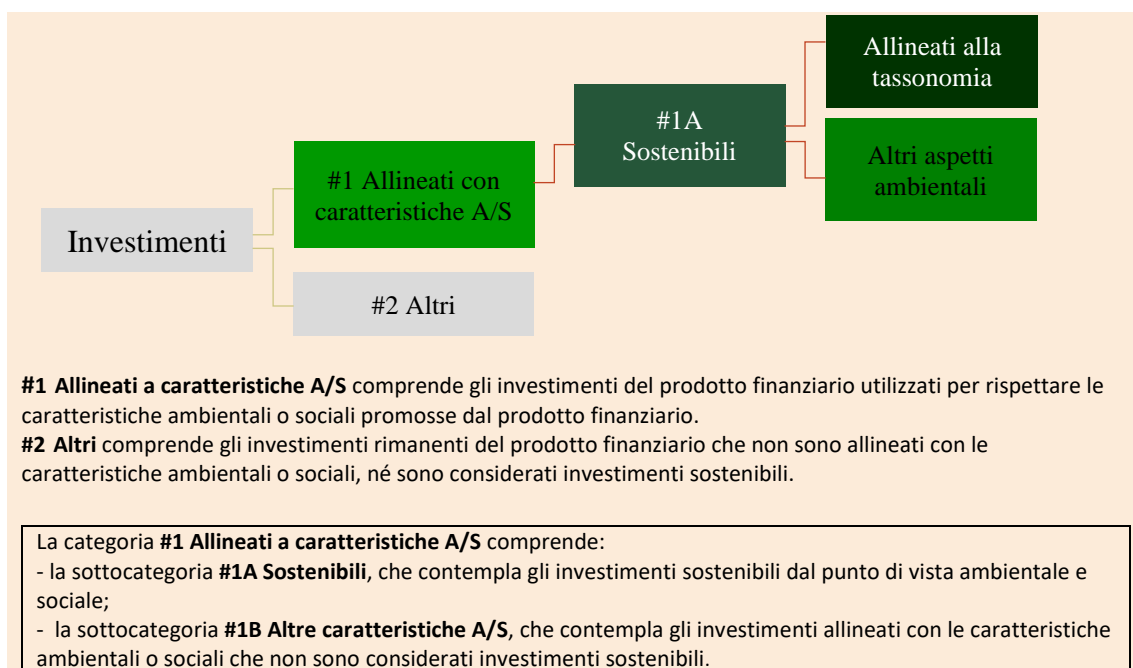 Allineati alla
tassonomia
#1A
Sostenibili
Altri aspetti
ambientali
#1 Allineati con
caratteristiche A/S
Investimenti
#2 Altri
#1 Allineati a caratteristiche A/S comprende gli investimenti del prodotto finanziario utilizzati per rispettare le
caratteristiche ambientali o sociali promosse dal prodotto finanziario.
#2 Altri comprende gli investimenti rimanenti del prodotto finanziario che non sono allineati con le
caratteristiche ambientali o sociali, né sono considerati investimenti sostenibili.
La categoria #1 Allineati a caratteristiche A/S comprende:
- la sottocategoria #1A Sostenibili, che contempla gli investimenti sostenibili dal punto di vista ambientale e
sociale;
- la sottocategoria #1B Altre caratteristiche A/S, che contempla gli investimenti allineati con le caratteristiche
ambientali o sociali che non sono considerati investimenti sostenibili.